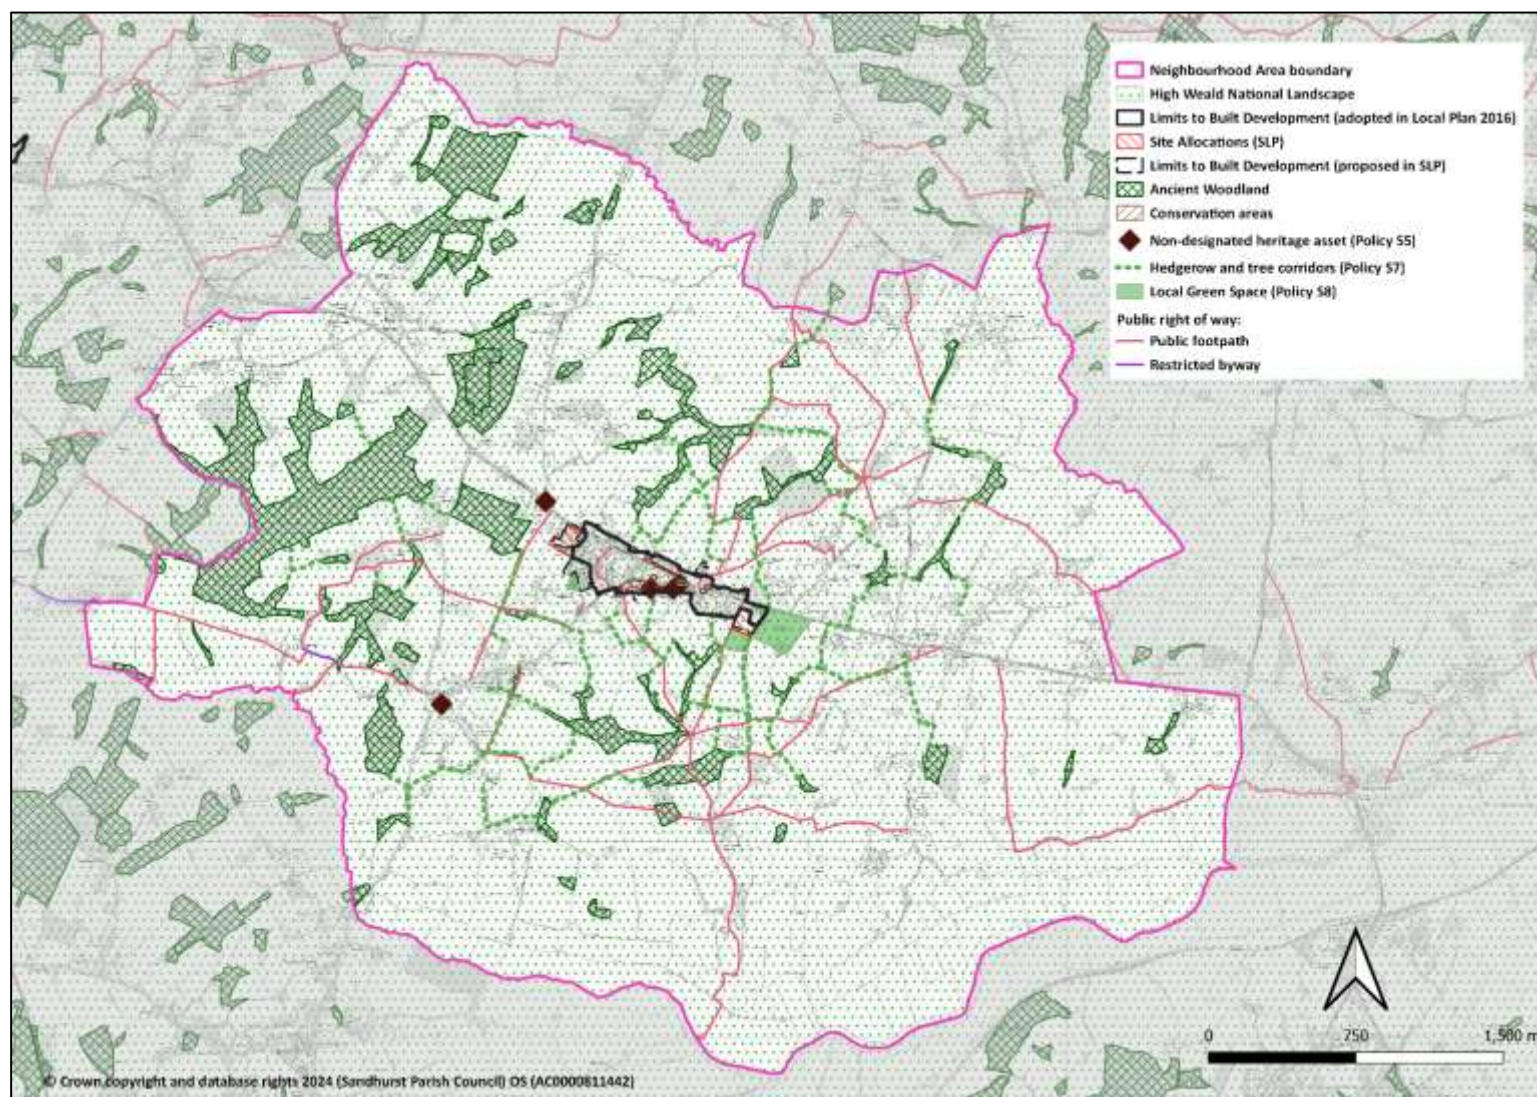 Neighbourhood Area boundary
High Weald National Landscape
Limits to Built Development (adopted in Local Plan 2016)
Site Allocations (SLP)
Limits to Built Development (proposed in SLP)
Ancient Woodland
Conservation areas
Non-designated heritage asset (Policy S5)
Hedgerow and tree corridors (Policy S7)
Local Green Space (Policy S8)
Public right of way:
Public footpath
Restricted byway
0 750 1,500 m
© Crown copyright and database rights 2024 (Sandhurst Parish Council) OS (AC0000811442)